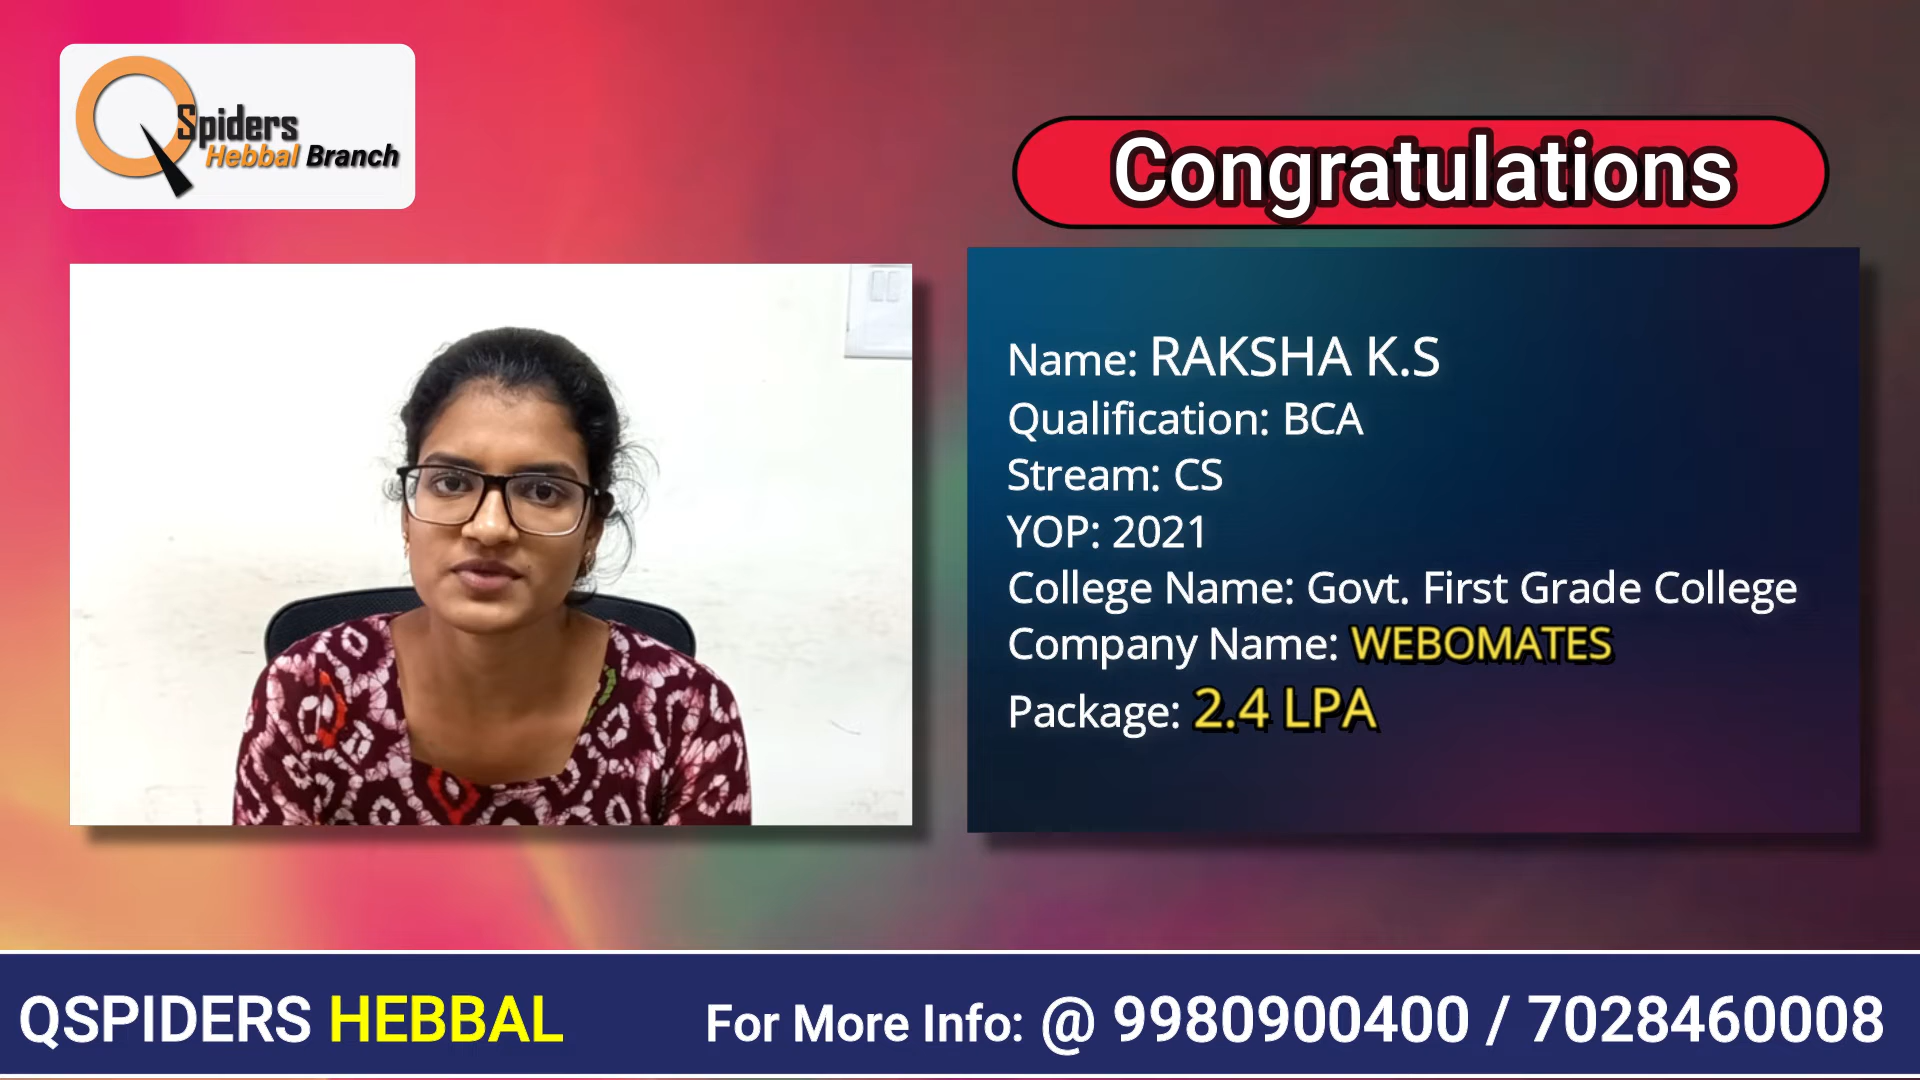 QSpiders
Hebbal Branch
Congratulations
Name: RAKSHA K.S
Qualification: BCA
Stream: CS
YOP: 2021
College Name: Govt. First Grade College
Company Name: WEBOMATES
Package: 2.4 LPA
QSPIDERS HEBBAL
For More Info: @ 9980900400 / 7028460008